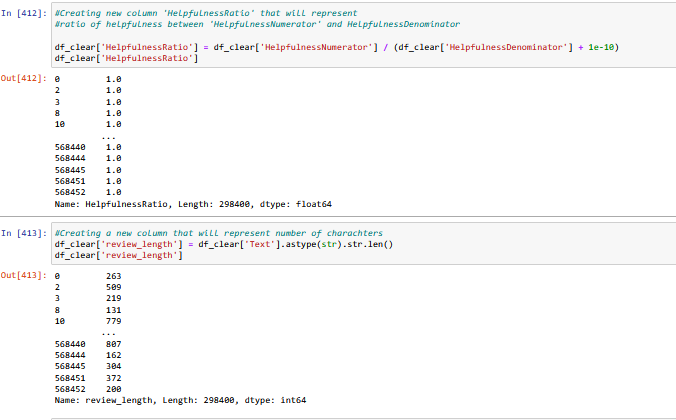 In [412]: #Creating new column 'HelpfulnessRatio' that will represent
#ratio of helpfulness between 'HelpfulnessNumerator' and HelpfulnessDenominator
df_clear['HelpfulnessRatio'] = df_clear['HelpfulnessNumerator'] / (df_clear['HelpfulnessDenominator'] + 1e-10)
df_clear['HelpfulnessRatio']
Out[412]: 0 1.0
2 1.0
3 1.0
8 1.0
10 1.0
...
568440 1.0
568444 1.0
568445 1.0
568451 1.0
568452 1.0
Name: HelpfulnessRatio, Length: 298400, dtype: float64
In [413]: #Creating a new column that will represent number of charachters
df_clear['review_length'] = df_clear['Text'].astype(str).str.len()
df_clear['review_length']
Out[413]: 0 263
2 509
3 219
8 131
10 779
...
568440 807
568444 162
568445 304
568451 372
568452 200
Name: review_length, Length: 298400, dtype: int64